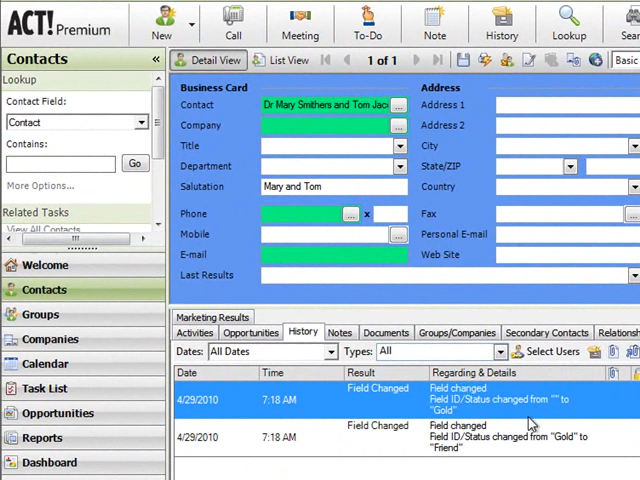 ACT! Premium
New
Call
Meeting
To-Do
Note
History
Lookup
Contacts
«
Lookup
Contact Field:
Contact
Contains:
Go
More Options...
Related Tasks
View All Contacts
Welcome
Contacts
Groups
Companies
Calendar
Task List
Opportunities
Reports
Dashboard
Detail View
List View
1 of 1
Basic
Business Card
Contact
Dr Mary Smithers and Tom Jac
...
Company
...
Title
Department
Salutation
Mary and Tom
Phone
...
x
Mobile
...
E-mail
Last Results
Address
Address 1
Address 2
City
State/ZIP
Country
Fax
...
Personal E-mail
Web Site
Marketing Results
Activities
Opportunities
History
Notes
Documents
Groups/Companies
Secondary Contacts
Dates:
All Dates
Types:
All
Select Users
Date
Time
Result
Regarding & Details
4/29/2010
7:18 AM
Field Changed
Field changed
Field ID/Status changed from "" to
"Gold"
4/29/2010
7:18 AM
Field Changed
Field changed
Field ID/Status changed from "Gold" to
"Friend"